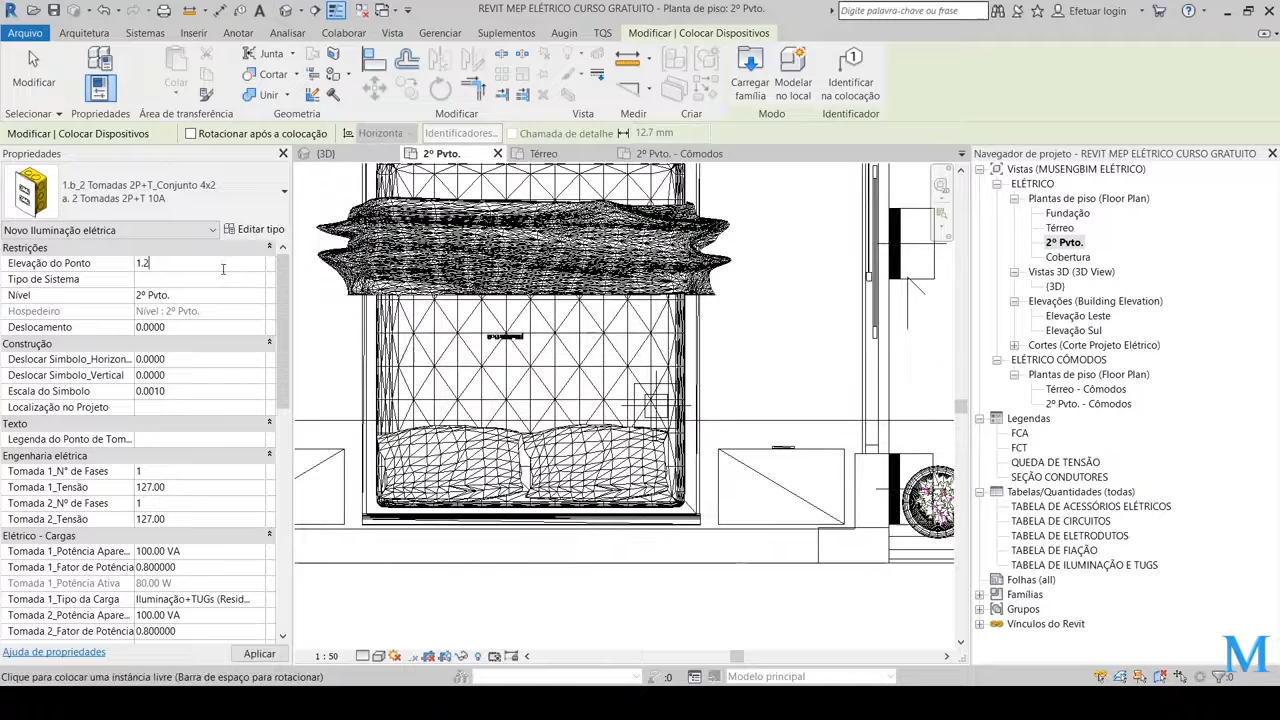 REVIT MEP ELÉTRICO CURSO GRATUITO - Planta de piso: 2º Pvto.
Digite palavra-chave ou frase
Efetuar login
Arquivo Arquitetura Sistemas Inserir Anotar Analisar Colaborar Vista Gerenciar Suplementos Augin TQS Modificar | Colocar Dispositivos
Modificar
Colar
Junta
Cortar
Unir
Carregar família
Modelar no local
Identificar na colocação
Selecionar Propriedades Área de transferência Geometria Modificar Vista Medir Criar Modo Identificador
Modificar | Colocar Dispositivos Rotacionar após a colocação Horizonta Identificadores... Chamada de detalhe 12.7 mm
Propriedades
{3D} 2º Pvto. Térreo 2º Pvto. - Cômodos
1.b_2 Tomadas 2P+T_Conjunto 4x2
a. 2 Tomadas 2P+T 10A
Novo Iluminação elétrica Editar tipo
Restrições
Elevação do Ponto 1.2
Tipo de Sistema
Nível 2º Pvto.
Hospedeiro Nível : 2º Pvto.
Deslocamento 0.0000
Construção
Deslocar Simbolo_Horizon... 0.0000
Deslocar Simbolo_Vertical 0.0000
Escala do Simbolo 0.0010
Localização no Projeto
Texto
Legenda do Ponto de Tom...
Engenharia elétrica
Tomada 1_N° de Fases 1
Tomada 1_Tensão 127.00
Tomada 2_Nº de Fases 1
Tomada 2_Tensão 127.00
Elétrico - Cargas
Tomada 1_Potência Apare... 100.00 VA
Tomada 1_Fator de Potência 0.800000
Tomada 1_Potência Ativa 80.00 W
Tomada 1_Tipo da Carga Iluminação+TUGs (Resid...
Tomada 2_Potência Apare... 100.00 VA
Tomada 2_Fator de Potência 0.800000
Ajuda de propriedades Aplicar
1 : 50
Clique para colocar uma instância livre (Barra de espaço para rotacionar)
:0
Modelo principal
:0
Navegador de projeto - REVIT MEP ELÉTRICO CURSO GRATUITO
Vistas (MUSENGBIM ELÉTRICO)
ELÉTRICO
Plantas de piso (Floor Plan)
Fundação
Térreo
2º Pvto.
Cobertura
Vistas 3D (3D View)
{3D}
Elevações (Building Elevation)
Elevação Leste
Elevação Sul
Cortes (Corte Projeto Elétrico)
ELÉTRICO CÔMODOS
Plantas de piso (Floor Plan)
Térreo - Cômodos
2º Pvto. - Cômodos
Legendas
FCA
FCT
QUEDA DE TENSÃO
SEÇÃO CONDUTORES
Tabelas/Quantidades (todas)
TABELA DE ACESSÓRIOS ELÉTRICOS
TABELA DE CIRCUITOS
TABELA DE ELETRODUTOS
TABELA DE FIAÇÃO
TABELA DE ILUMINAÇÃO E TUGS
Folhas (all)
Famílias
Grupos
Vínculos do Revit
M